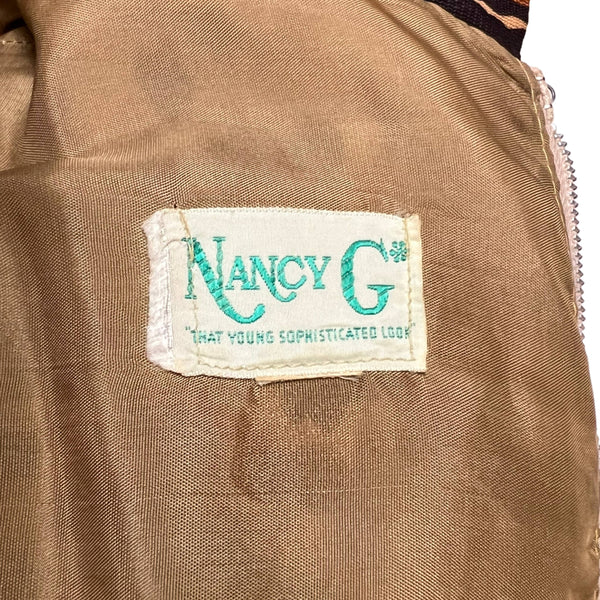 NANCY G*
"THAT YOUNG SOPHISTICATED LOOK"